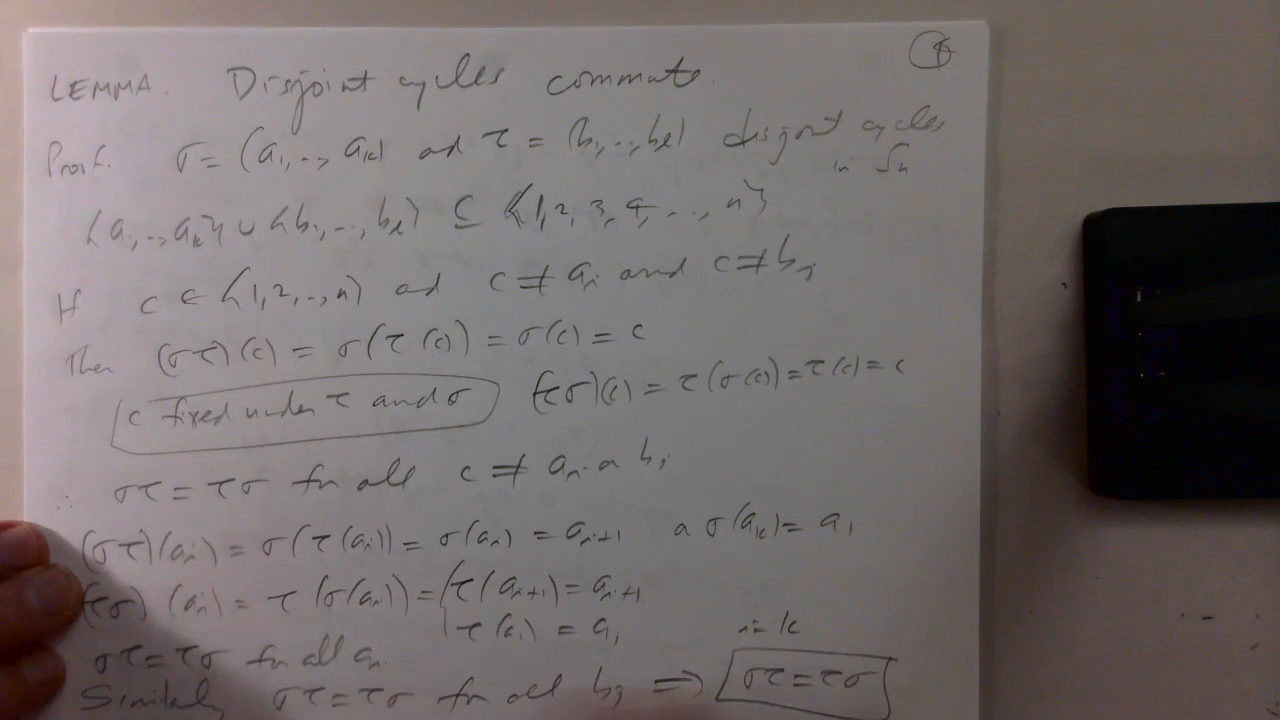 ⑥
LEMMA. Disjoint cycles commute.
Proof. σ = (a₁, .., aₖ) ad τ = (b₁, .., bₗ) disjoint cycles
in Sₙ
{a₁, .., aₖ} ∪ {b₁, .., bₗ} ⊆ {1, 2, 3, 4, ..., n}
If c ∈ {1, 2, .., n} ad c ≠ aᵢ and c ≠ bⱼ
Then (στ)(c) = σ(τ(c)) = σ(c) = c
c fixed under τ and σ (τσ)(c) = τ(σ(c)) = τ(c) = c
∴ στ = τσ for all c ≠ aᵢ or bⱼ
(στ)(aᵢ) = σ(τ(aᵢ)) = σ(aᵢ) = aᵢ₊₁ or σ(aₖ) = a₁
(τσ)(aᵢ) = τ(σ(aᵢ)) = { τ(aᵢ₊₁) = aᵢ₊₁
τ(a₁) = a₁ i = k
στ = τσ for all aᵢ
Similarly στ = τσ for all bⱼ ⟹ στ = τσ